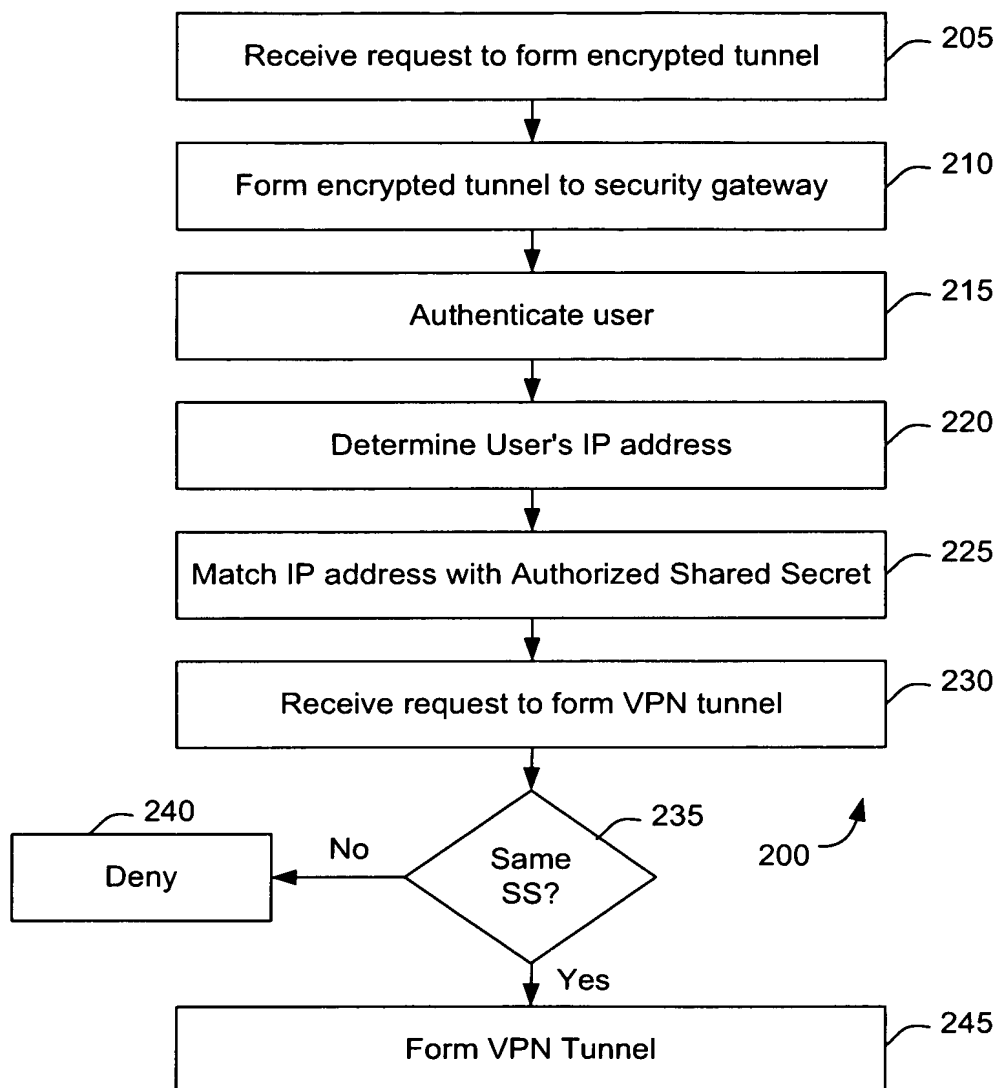 Receive request to form encrypted tunnel
205
Form encrypted tunnel to security gateway
210
Authenticate user
215
Determine User's IP address
220
Match IP address with Authorized Shared Secret
225
Receive request to form VPN tunnel
230
240
Deny
No
Same
SS?
235
200
Yes
Form VPN Tunnel
245